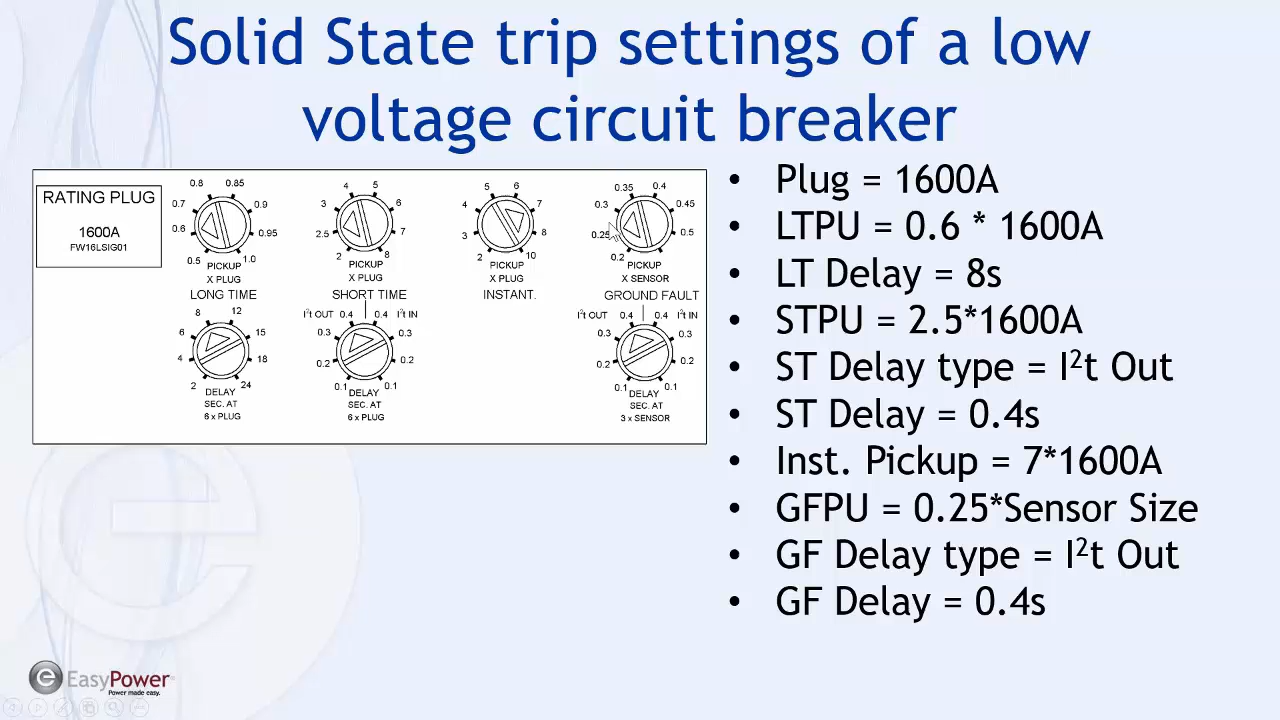 Solid State trip settings of a low
voltage circuit breaker
RATING PLUG
1600A
FW16LSIG01
0.5 0.6 0.7 0.8 0.85 0.9 0.95 1.0
PICKUP
X PLUG
LONG TIME
2 4 6 8 12 15 18 24
DELAY
SEC. AT
6 x PLUG
2 2.5 3 4 5 6 7 8
PICKUP
X PLUG
SHORT TIME
I²t OUT 0.4 0.4 I²t IN
0.3 0.3
0.2 0.2
0.1 0.1
DELAY
SEC. AT
6 x PLUG
2 3 4 5 6 7 8 10
PICKUP
X PLUG
INSTANT.
0.2 0.25 0.3 0.35 0.4 0.45 0.5
PICKUP
X SENSOR
GROUND FAULT
I²t OUT 0.4 0.4 I²t IN
0.3 0.3
0.2 0.2
0.1 0.1
DELAY
SEC. AT
3 x SENSOR
• Plug = 1600A
• LTPU = 0.6 * 1600A
• LT Delay = 8s
• STPU = 2.5*1600A
• ST Delay type = I²t Out
• ST Delay = 0.4s
• Inst. Pickup = 7*1600A
• GFPU = 0.25*Sensor Size
• GF Delay type = I²t Out
• GF Delay = 0.4s
e EasyPower
Power made easy.